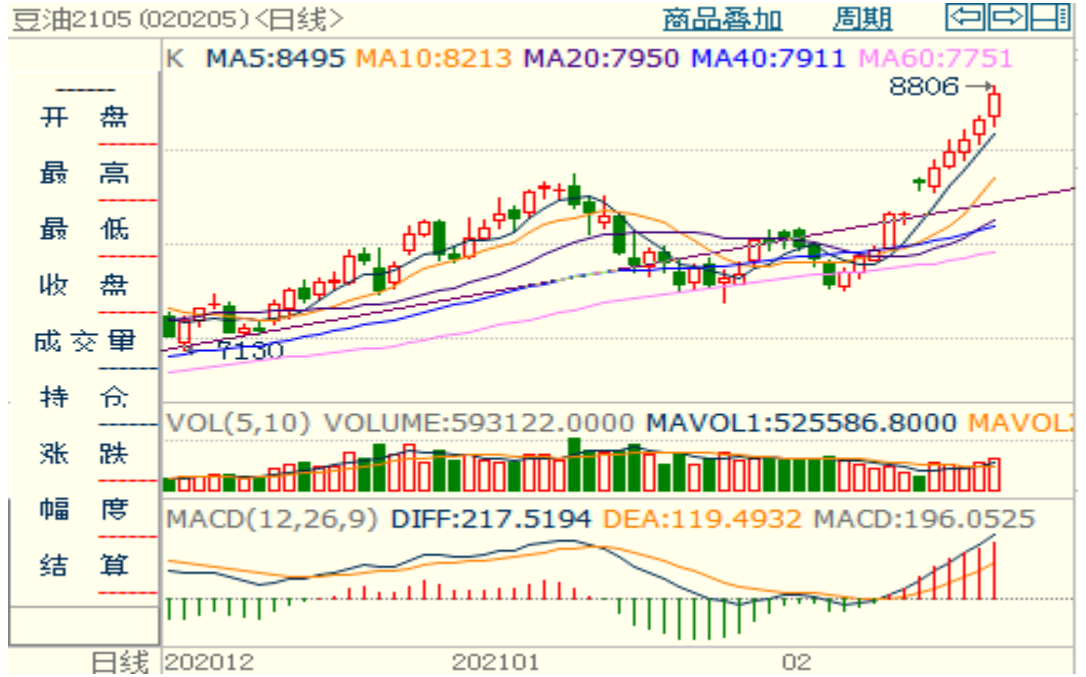 豆油2105 (020205)<日线> 商品叠加 周期
K MA5:8495 MA10:8213 MA20:7950 MA40:7911 MA60:7751
8806
开 盘
最 高
最 低
收 盘
成交量
7130
持 仓
VOL(5,10) VOLUME:593122.0000 MAVOL1:525586.8000 MAVOL
涨 跌
幅 度
MACD(12,26,9) DIFF:217.5194 DEA:119.4932 MACD:196.0525
结 算
日线 202012 202101 02